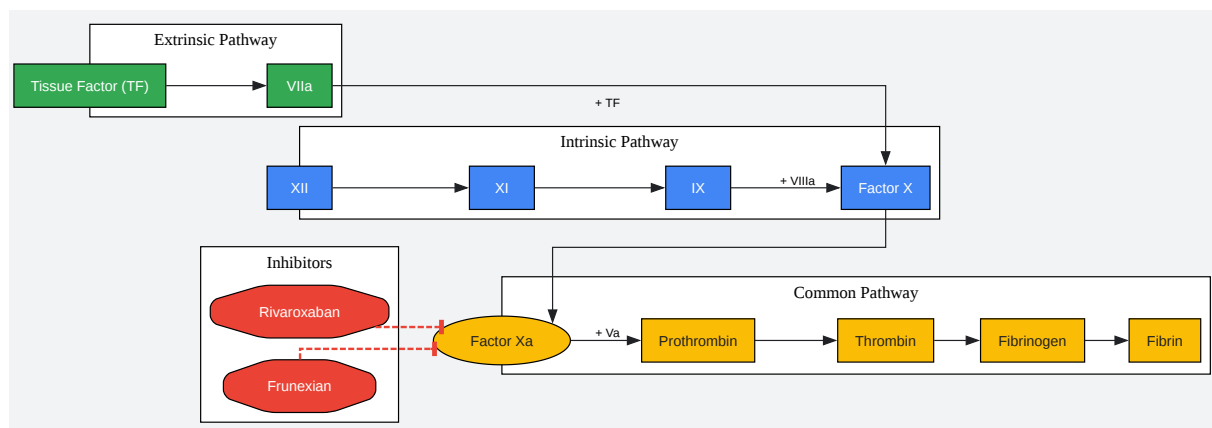 Extrinsic Pathway
Tissue Factor (TF)
VIIa
+ TF
Intrinsic Pathway
XII
XI
IX
+ VIIIa
Factor X
Inhibitors
Rivaroxaban
Frunexian
Common Pathway
Factor Xa
+ Va
Prothrombin
Thrombin
Fibrinogen
Fibrin